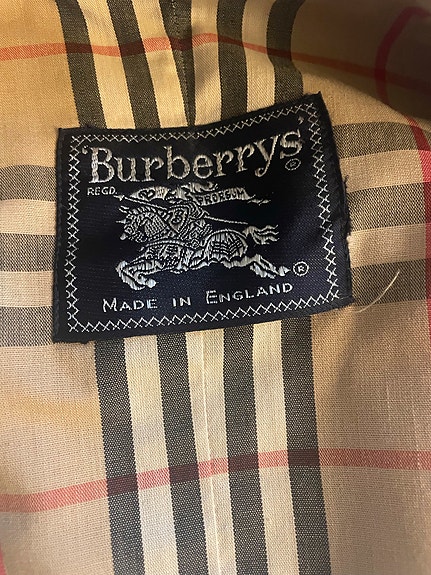 'Burberrys'
®
REGD.
PRORSUM
®
MADE IN ENGLAND